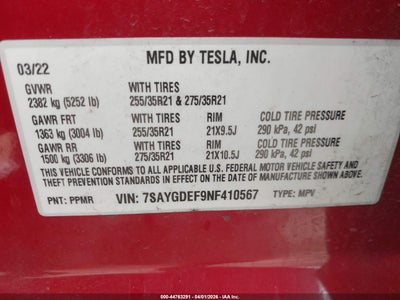 MFD BY TESLA, INC.
03/22
GVWR WITH TIRES
2382 kg (5252 lb) 255/35R21 & 275/35R21
GAWR FRT WITH TIRES RIM COLD TIRE PRESSURE
1363 kg (3004 lb) 255/35R21 21X9.5J 290 kPa, 42 psi
GAWR RR WITH TIRES RIM COLD TIRE PRESSURE
1500 kg (3306 lb) 275/35R21 21X10.5J 290 kPa, 42 psi
THIS VEHICLE CONFORMS TO ALL APPLICABLE FEDERAL MOTOR VEHICLE SAFETY AND
THEFT PREVENTION STANDARDS IN EFFECT ON THE DATE OF MANUFACTURE SHOWN ABOVE.
PNT: PPMR VIN: 7SAYGDEF9NF410567 TYPE: MPV
000-44763291 - 04/01/2026 - IAA, Inc.